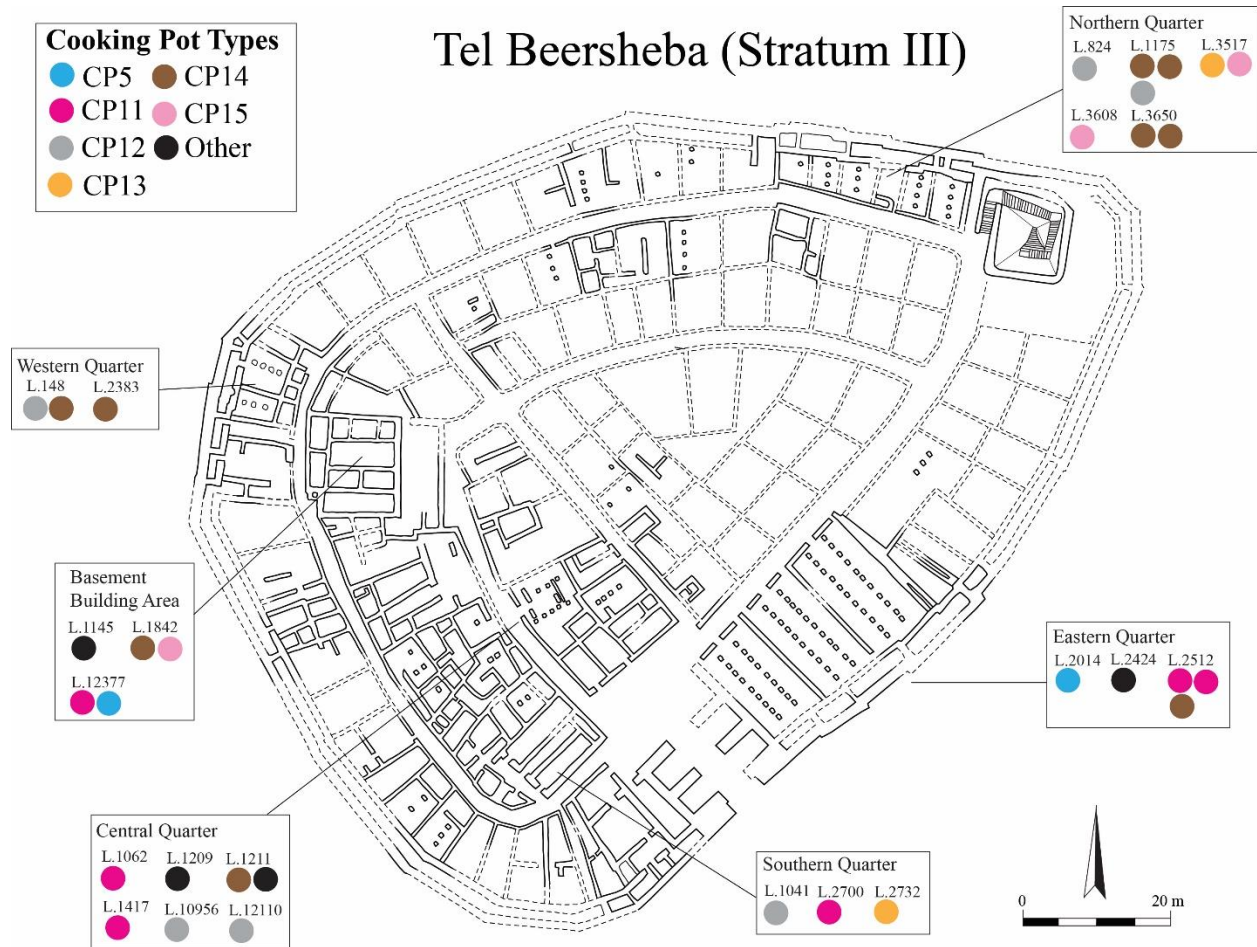 Tel Beersheba (Stratum III)
Cooking Pot Types
CP5 CP14
CP11 CP15
CP12 Other
CP13
Northern Quarter
L.824 L.1175 L.3517
L.3608 L.3650
Western Quarter
L.148 L.2383
Basement
Building Area
L.1145 L.1842
L.12377
Eastern Quarter
L.2014 L.2424 L.2512
Central Quarter
L.1062 L.1209 L.1211
L.1417 L.10956 L.12110
Southern Quarter
L.1041 L.2700 L.2732
0 20 m